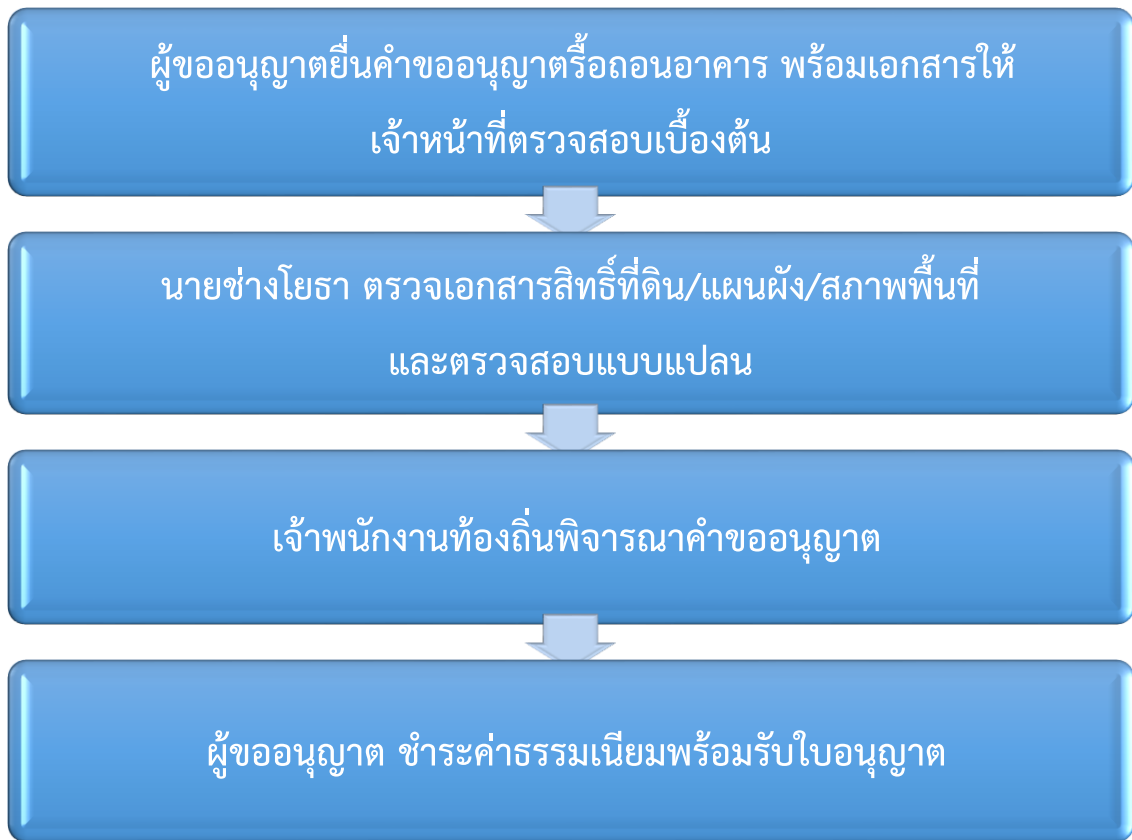 ผู้ขออนุญาตยื่นคำขออนุญาตรื้อถอนอาคาร พร้อมเอกสารให้
เจ้าหน้าที่ตรวจสอบเบื้องต้น
นายช่างโยธา ตรวจเอกสารสิทธิ์ที่ดิน/แผนผัง/สภาพพื้นที่
และตรวจสอบแบบแปลน
เจ้าพนักงานท้องถิ่นพิจารณาคำขออนุญาต
ผู้ขออนุญาต ชำระค่าธรรมเนียมพร้อมรับใบอนุญาต